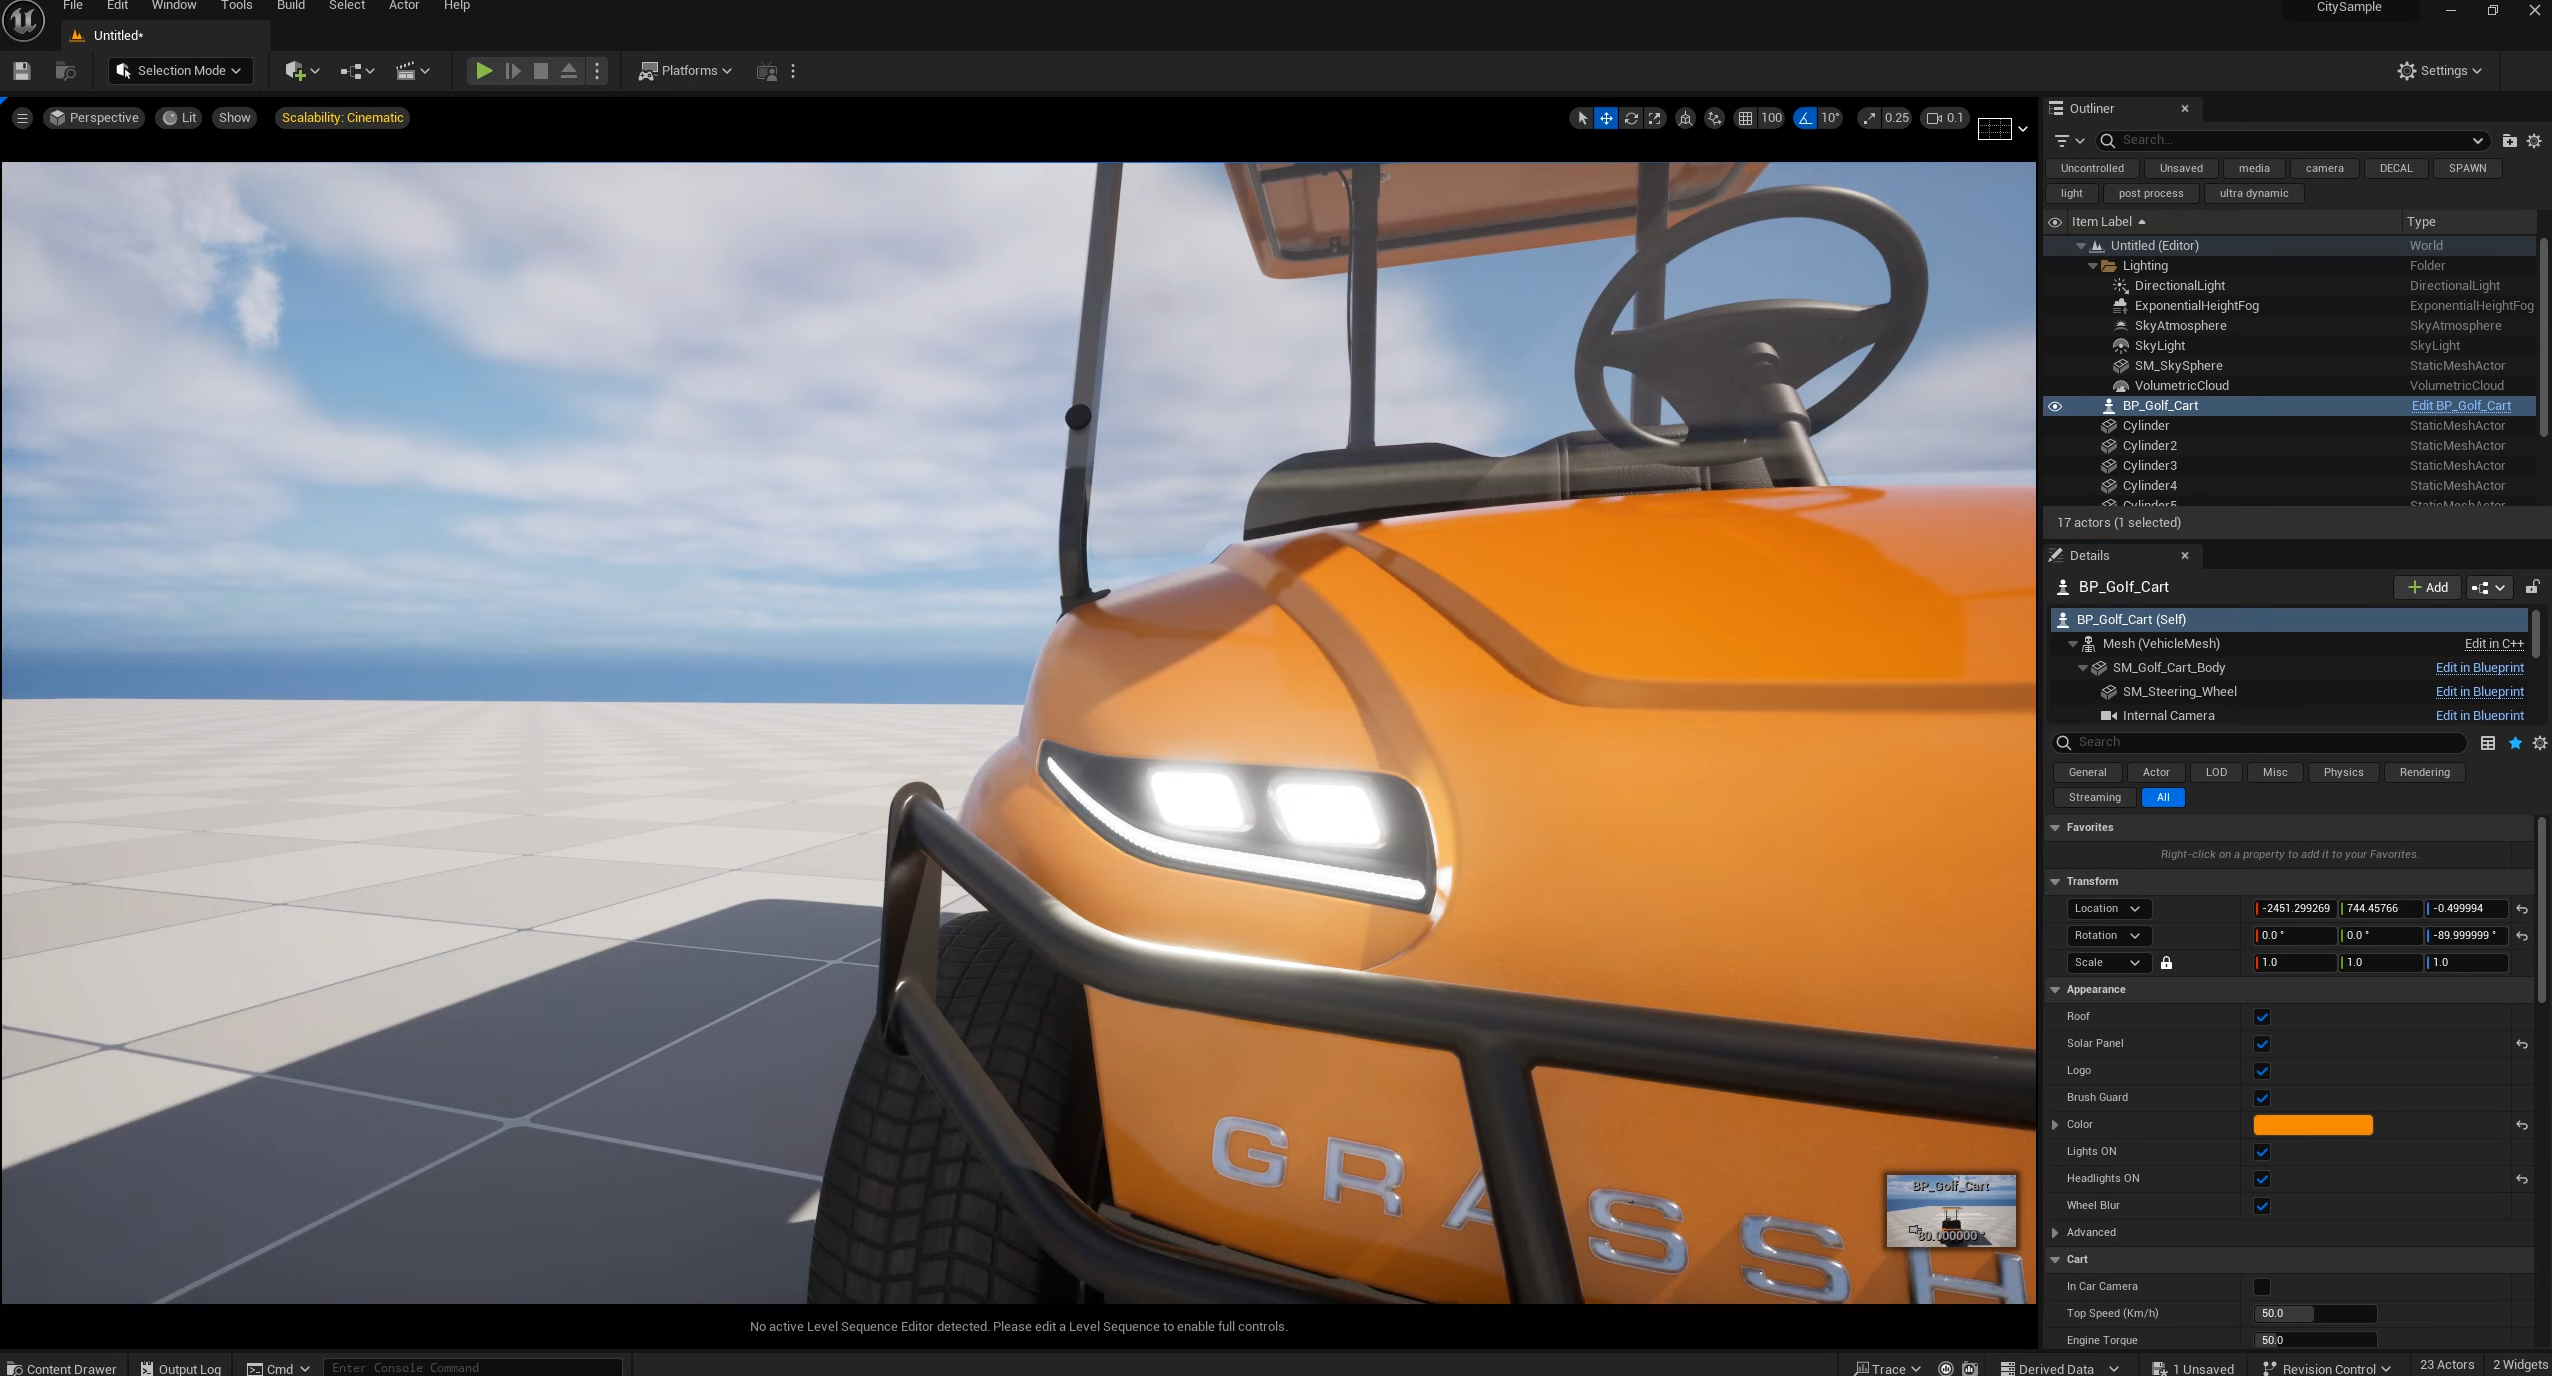 File Edit Window Tools Build Select Actor Help
CitySample
Untitled*
Selection Mode
Platforms
Settings
Perspective Lit Show Scalability: Cinematic
100 10° 0.25 0.1
Outliner
Search...
Uncontrolled Unsaved media camera DECAL SPAWN
light post process ultra dynamic
Item Label Type
Untitled (Editor) World
Lighting Folder
DirectionalLight DirectionalLight
ExponentialHeightFog ExponentialHeightFog
SkyAtmosphere SkyAtmosphere
SkyLight SkyLight
SM_SkySphere StaticMeshActor
VolumetricCloud VolumetricCloud
BP_Golf_Cart Edit BP_Golf_Cart
Cylinder StaticMeshActor
Cylinder2 StaticMeshActor
Cylinder3 StaticMeshActor
Cylinder4 StaticMeshActor
Cylinder5 StaticMeshActor
17 actors (1 selected)
Details
BP_Golf_Cart
Add
BP_Golf_Cart (Self)
Mesh (VehicleMesh) Edit in C++
SM_Golf_Cart_Body Edit in Blueprint
SM_Steering_Wheel Edit in Blueprint
Internal Camera Edit in Blueprint
Search
General Actor LOD Misc Physics Rendering
Streaming All
Favorites
Right-click on a property to add it to your Favorites.
Transform
Location -2451.299269 744.45766 -0.499994
Rotation 0.0 ° 0.0 ° -89.999999 °
Scale 1.0 1.0 1.0
Appearance
Roof
Solar Panel
Logo
Brush Guard
Color
Lights ON
Headlights ON
Wheel Blur
Advanced
Cart
In Car Camera
Top Speed (Km/h) 50.0
Engine Torque 50.0
GRASSH
BP_Golf_Cart
80.000000
No active Level Sequence Editor detected. Please edit a Level Sequence to enable full controls.
Content Drawer Output Log Cmd Enter Console Command
Trace Derived Data 1 Unsaved Revision Control 23 Actors 2 Widgets